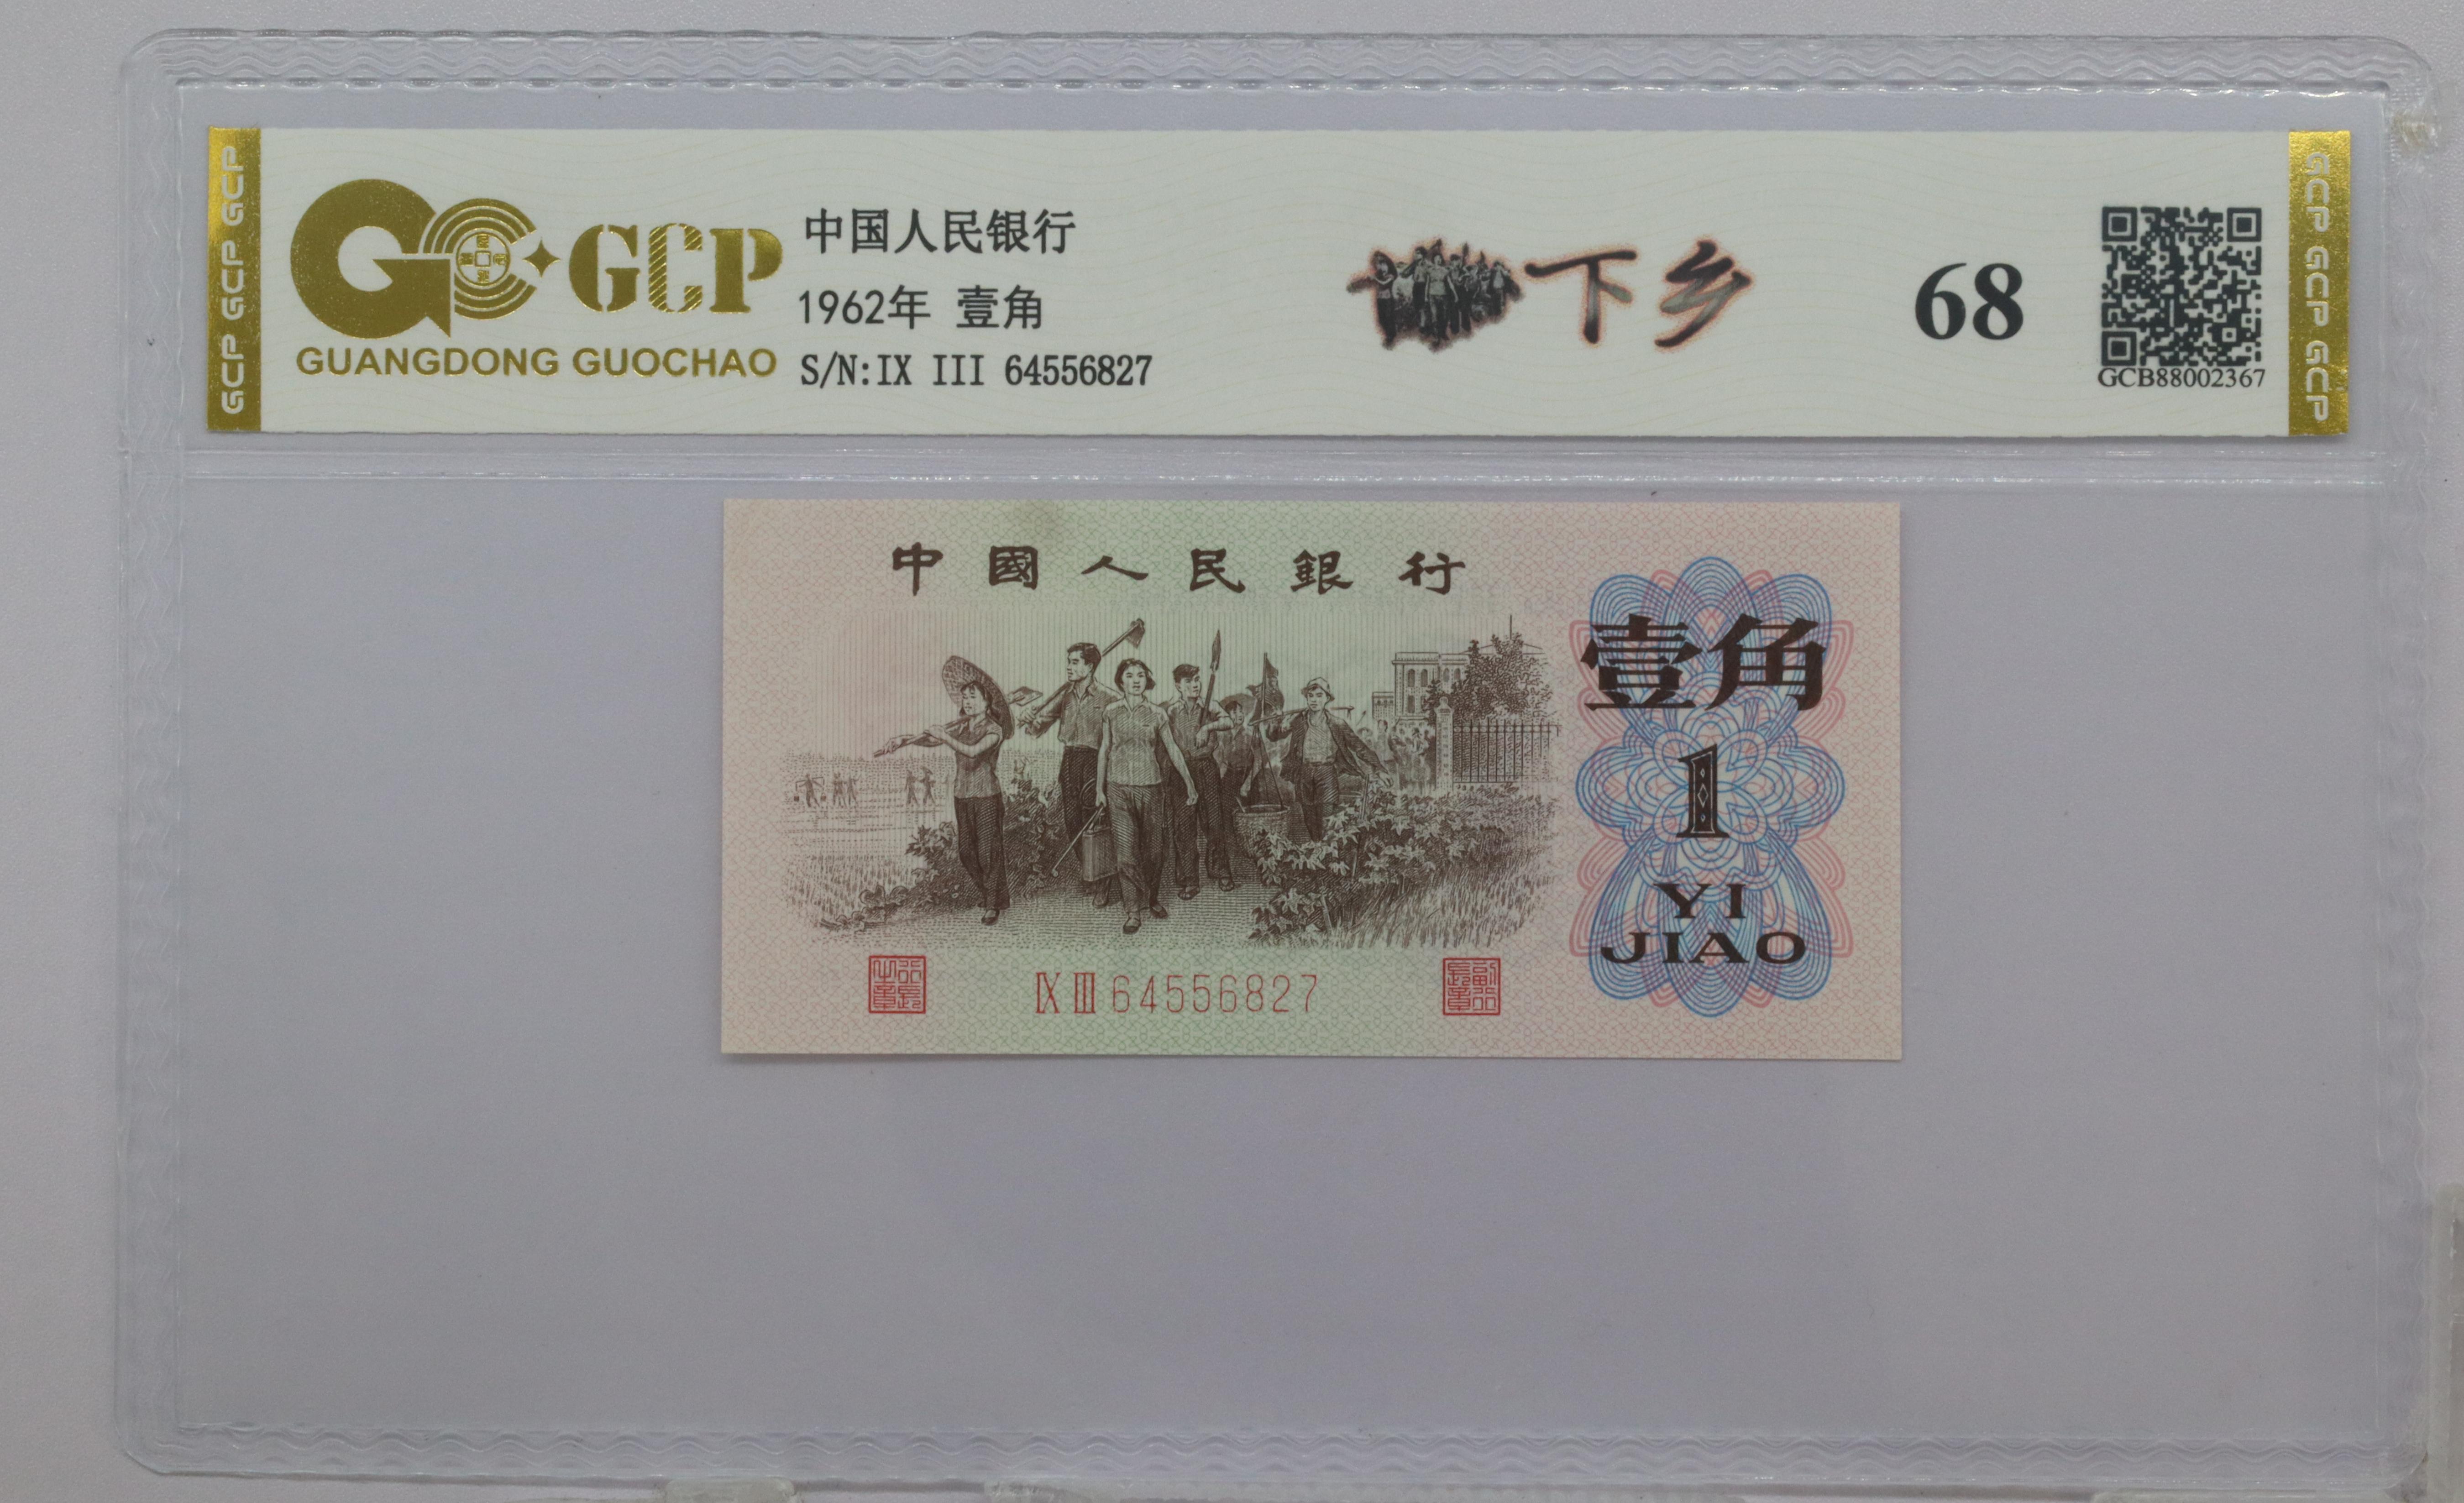 GCP GCP GCP
GCP
GUANGDONG GUOCHAO
中国人民银行
1962年 壹角
S/N:IX III 64556827
下乡
68
GCB88002367
GCP GCP GCP
中國人民銀行
壹角
1
YI
JIAO
IX III 64556827